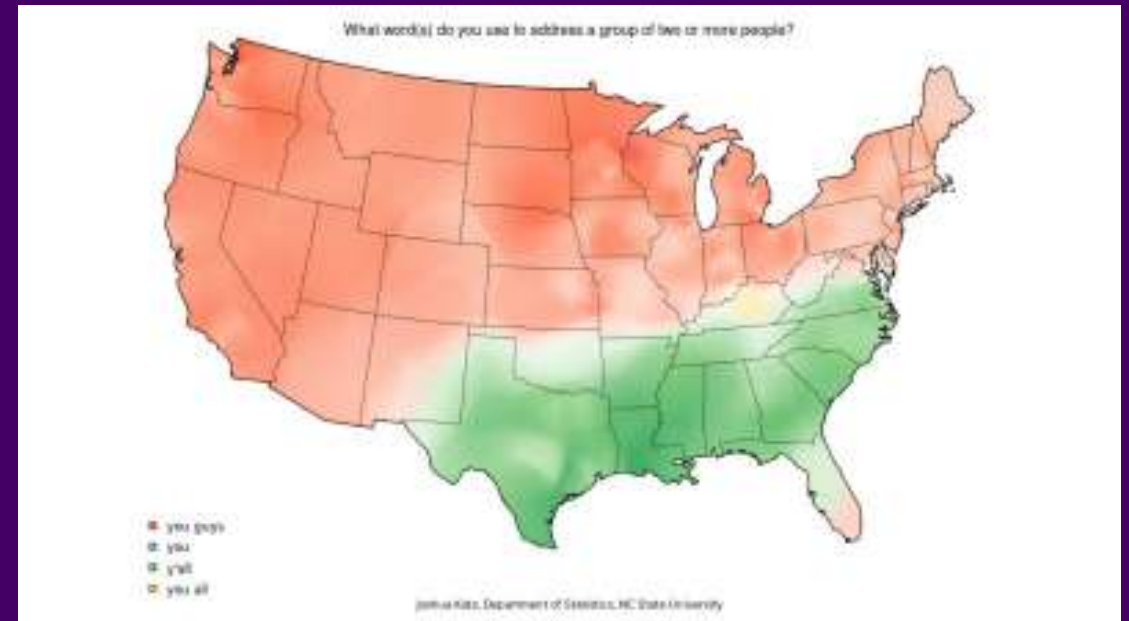 What word(s) do you use to address a group of two or more people?
you guys
you
y'all
you all
Joshua Katz, Department of Statistics, NC State University